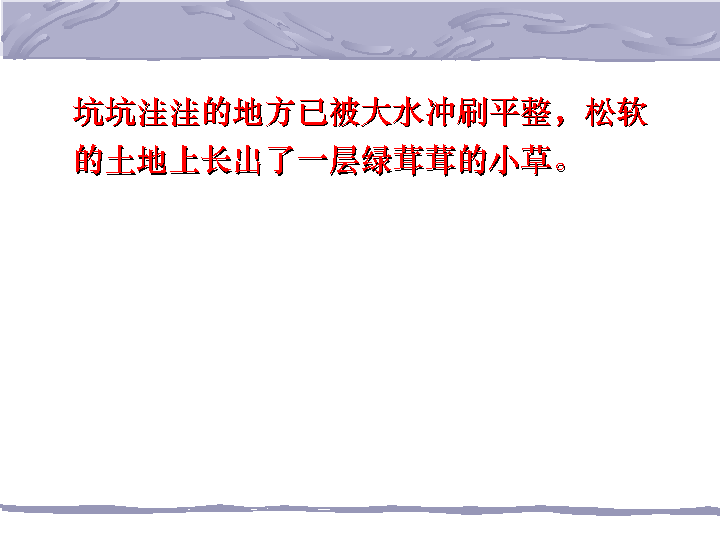 坑坑洼洼的地方已被大水冲刷平整，松软
的土地上长出了一层绿茸茸的小草。